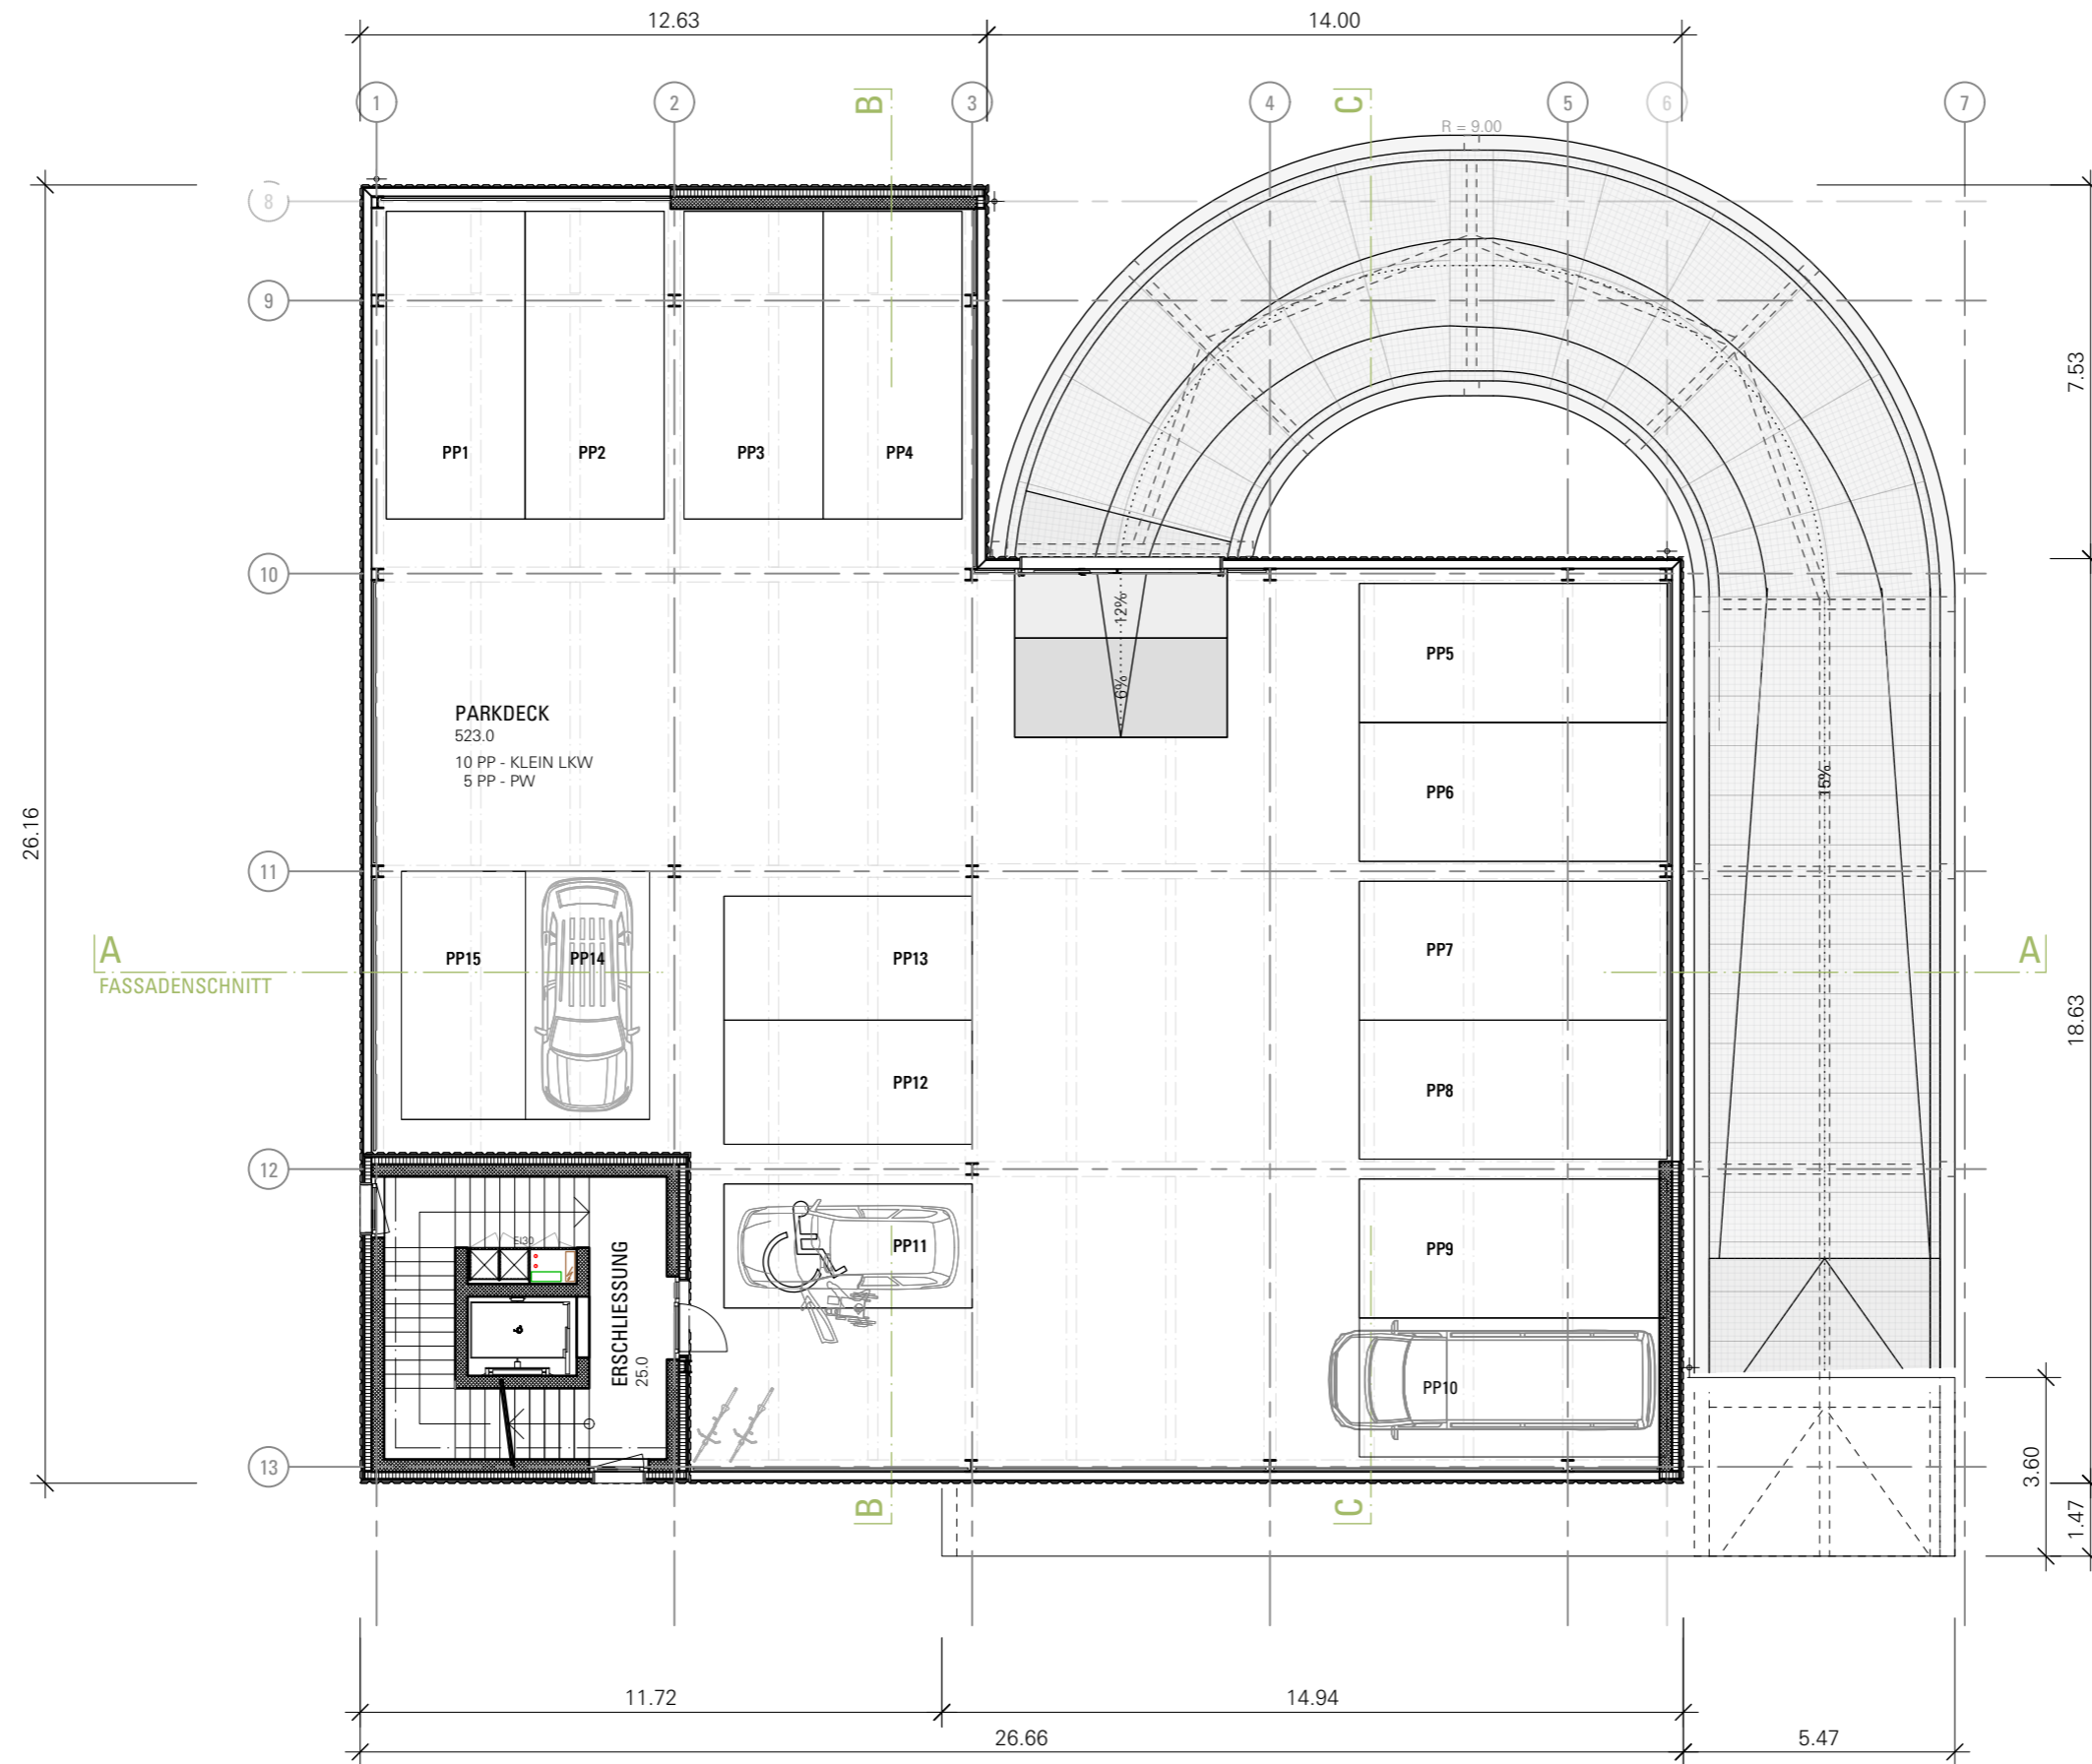 12.63
14.00
1
2
B
3
4
C
5
6
7
R = 9.00
8
9
7.53
PP1
PP2
PP3
PP4
10
12%
6%
PP5
PARKDECK
523.0
10 PP - KLEIN LKW
5 PP - PW
15%
PP6
26.16
11
A
FASSADENSCHNITT
PP15
PP14
PP13
PP7
A
18.63
PP12
PP8
12
EI30
ERSCHLIESSUNG
25.0
PP11
PP9
PP10
13
3.60
B
C
1.47
11.72
14.94
26.66
5.47